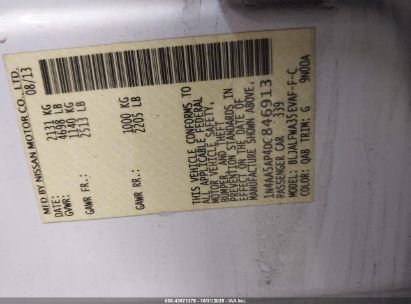 MFD BY NISSAN MOTOR CO., LTD.
DATE: 08/13
GVWR: 2131 KG
4698 LB
GAWR FR: 1140 KG
2513 LB
GAWR RR: 1000 KG
2205 LB
THIS VEHICLE CONFORMS TO
ALL APPLICABLE FEDERAL
MOTOR VEHICLE SAFETY,
BUMPER, AND THEFT
PREVENTION STANDARDS IN
EFFECT ON THE DATE OF
MANUFACTURE SHOWN ABOVE.
1N4AA5AP4DC846913
PASSENGER CAR 339
MODEL: BLJALFWA35EVAF-F-C
COLOR: QAB TRIM: G 9N00A